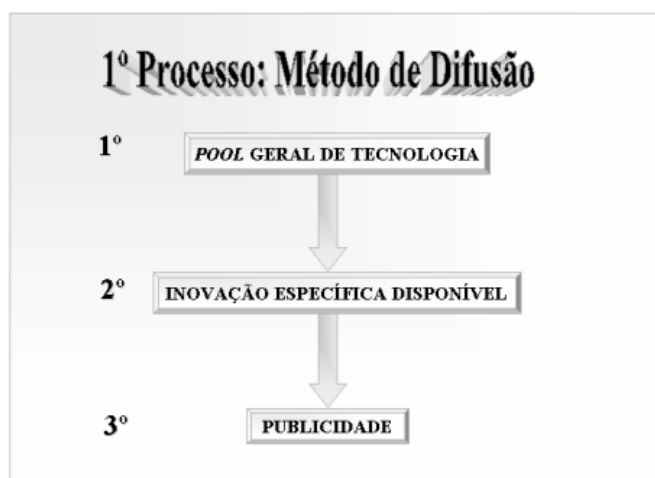 1º Processo: Método de Difusão
1º
POOL GERAL DE TECNOLOGIA
2º
INOVAÇÃO ESPECÍFICA DISPONÍVEL
3º
PUBLICIDADE